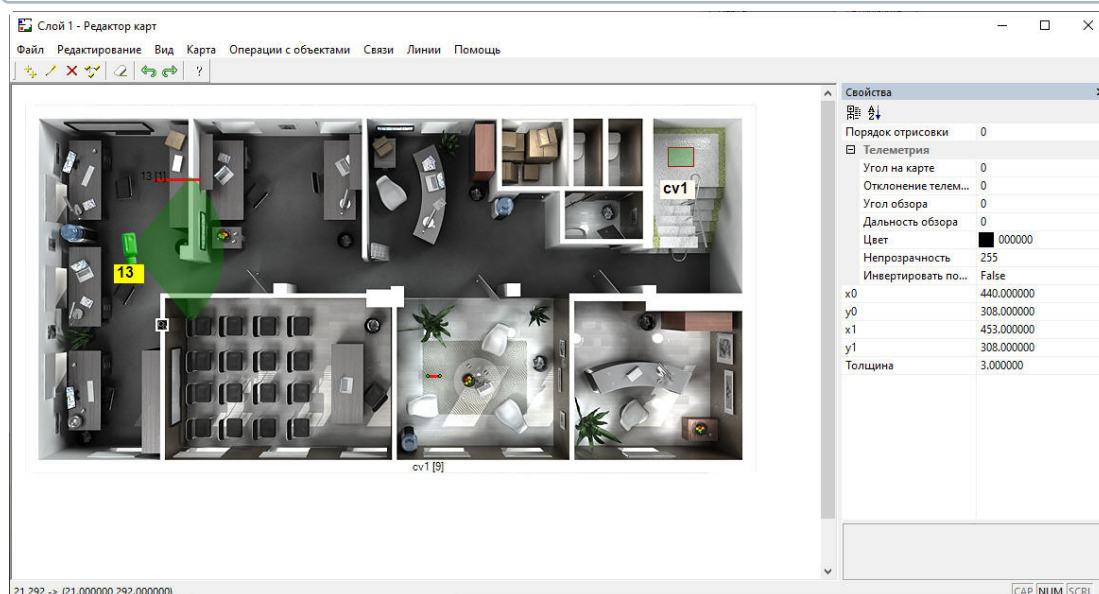 Слой 1 - Редактор карт
Файл Редактирование Вид Карта Операции с объектами Связи Линии Помощь
?
Свойства
Порядок отрисовки 0
Телеметрия
Угол на карте 0
Отклонение телем... 0
Угол обзора 0
Дальность обзора 0
Цвет 000000
Непрозрачность 255
Инвертировать по... False
x0 440.000000
y0 308.000000
x1 453.000000
y1 308.000000
Толщина 3.000000
13 [1]
cv1
13
cv1 [9]
21,292 -> (21.000000,292.000000)
CAP NUM SCRL